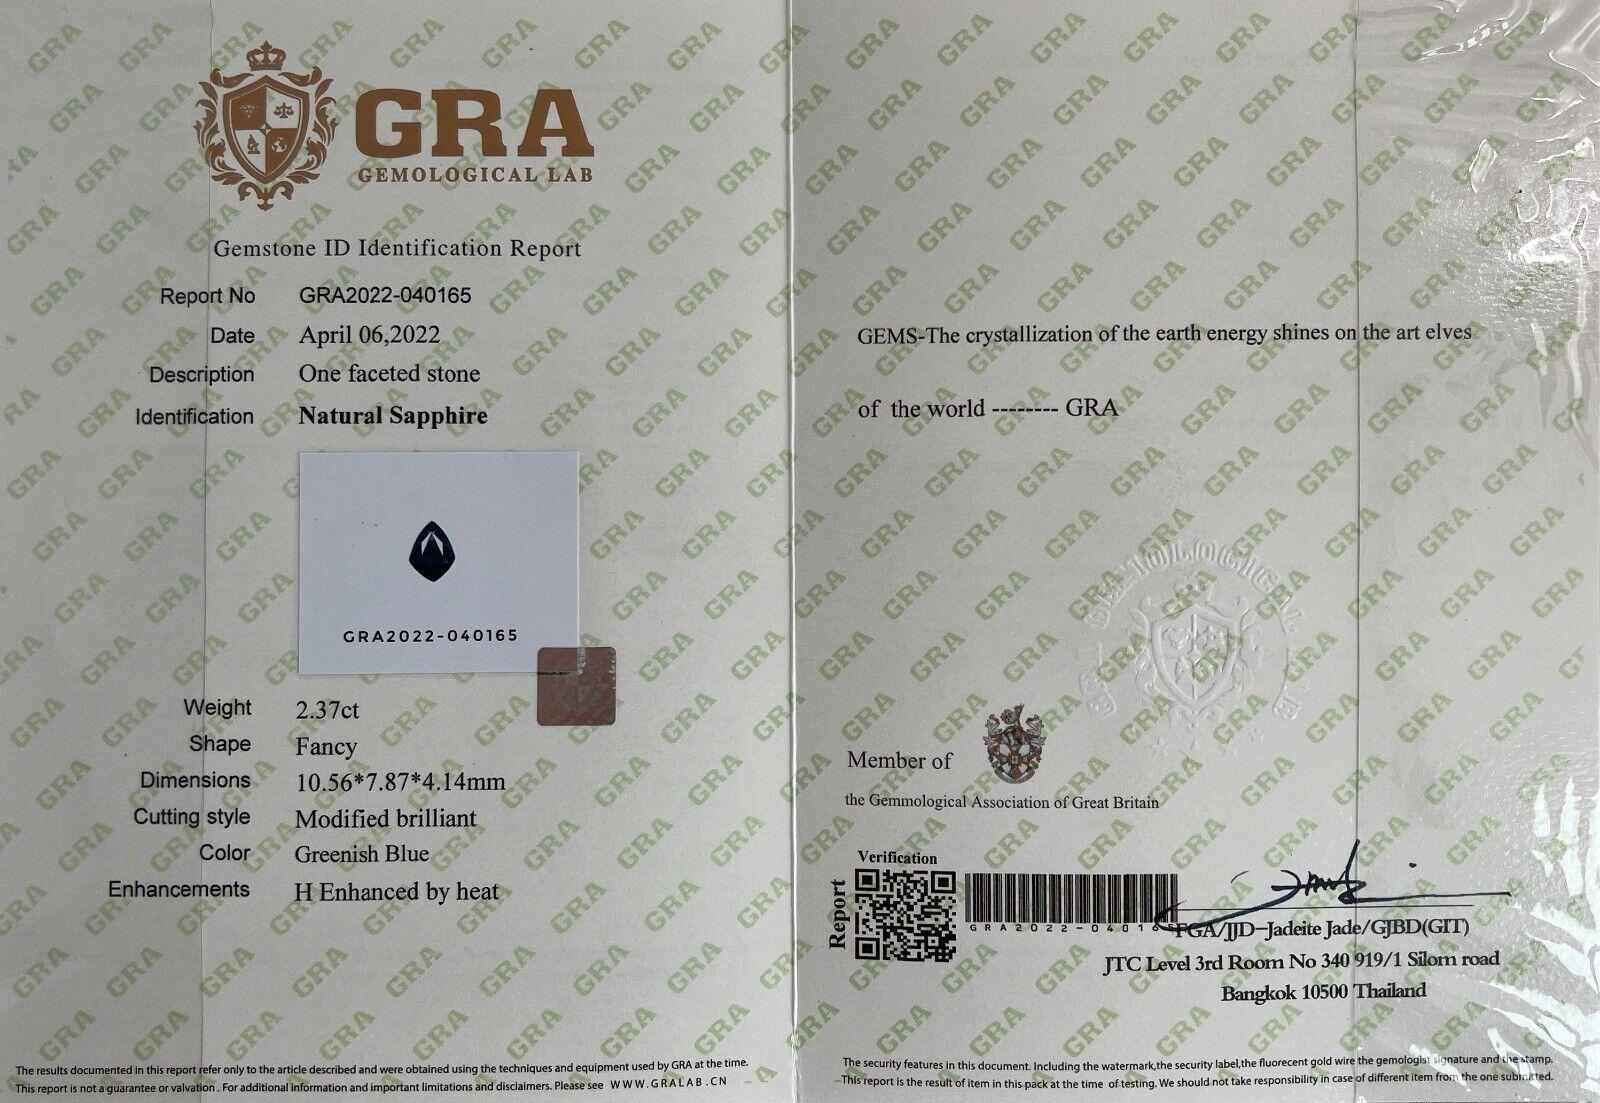 GRA
GEMOLOGICAL LAB
Gemstone ID Identification Report
Report No GRA2022-040165
Date April 06,2022
Description One faceted stone
Identification Natural Sapphire
GRA2022-040165
Weight 2.37ct
Shape Fancy
Dimensions 10.56*7.87*4.14mm
Cutting style Modified brilliant
Color Greenish Blue
Enhancements H Enhanced by heat
The results documented in this report refer only to the article described and were obtained using the techniques and equipment used by GRA at the time.
This report is not a guarantee or valvation . For additional information and important limitations and disclaimers. Please see WWW.GRALAB.CN
GEMS-The crystallization of the earth energy shines on the art elves
of the world -------- GRA
Member of
the Gemmological Association of Great Britain
Verification
Report
GRA2022-040165
FGA/JJD-Jadeite Jade/GJBD(GIT)
JTC Level 3rd Room No 340 919/1 Silom road
Bangkok 10500 Thailand
The security features in this document. Including the watermark,the security label,the fluorecent gold wire the gemologist signature and the stamp.
This report is the result of item in this pack at the time of testing. We should not take responsibility in case of different item from the one submitted.